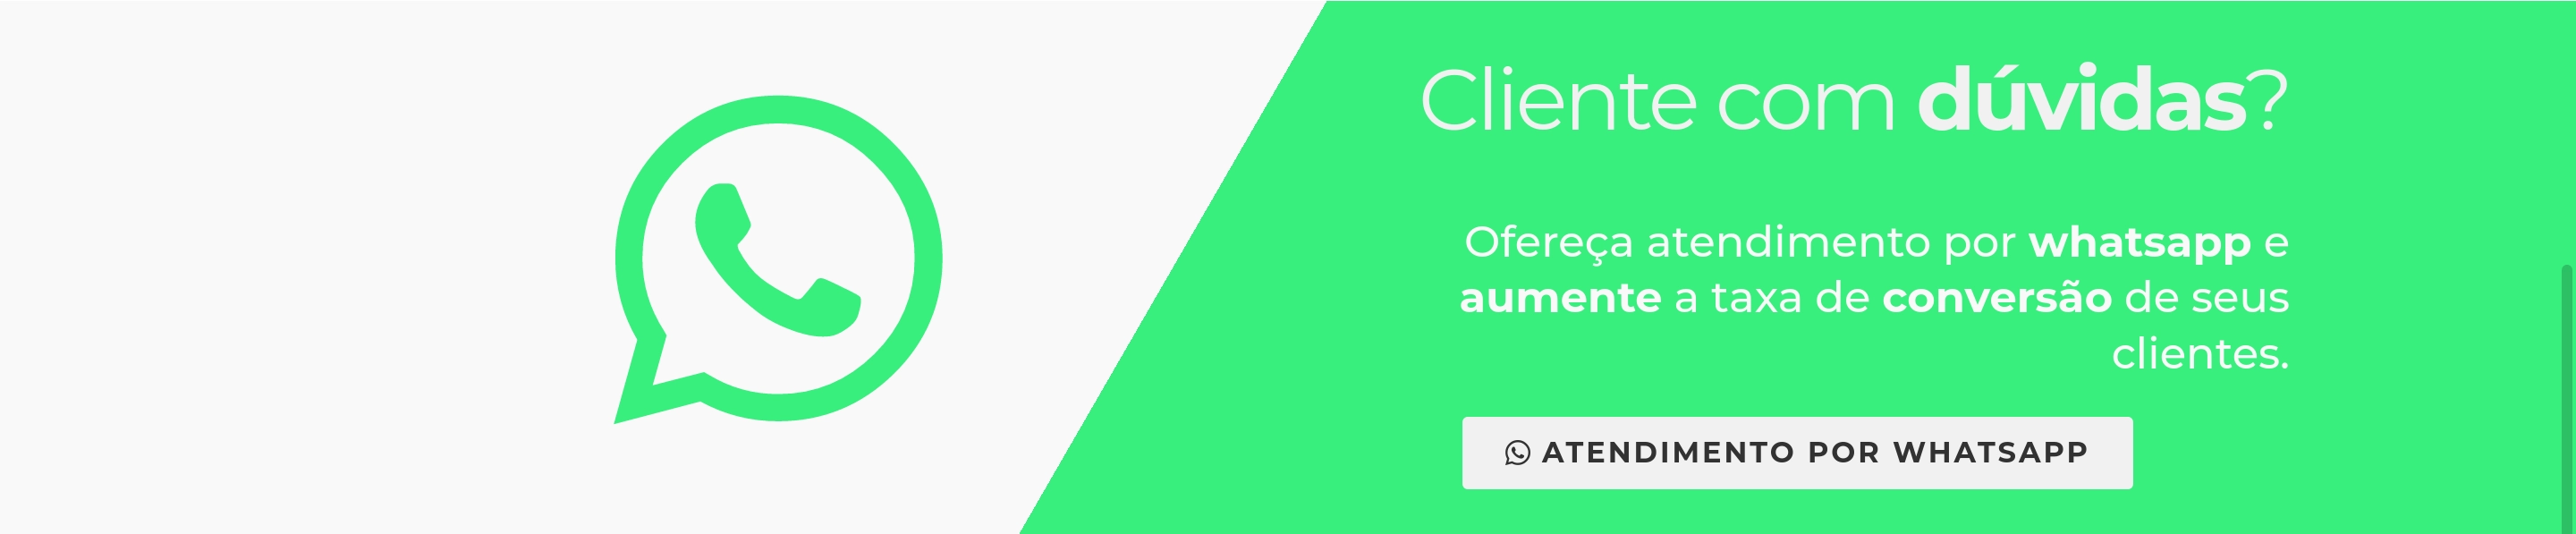 Cliente com dúvidas?
Ofereça atendimento por whatsapp e
aumente a taxa de conversão de seus
clientes.
ATENDIMENTO POR WHATSAPP